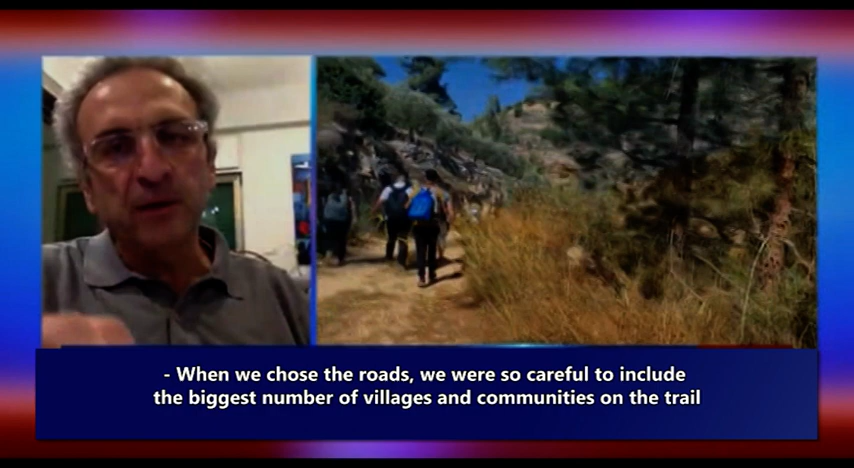 - When we chose the roads, we were so careful to include
the biggest number of villages and communities on the trail